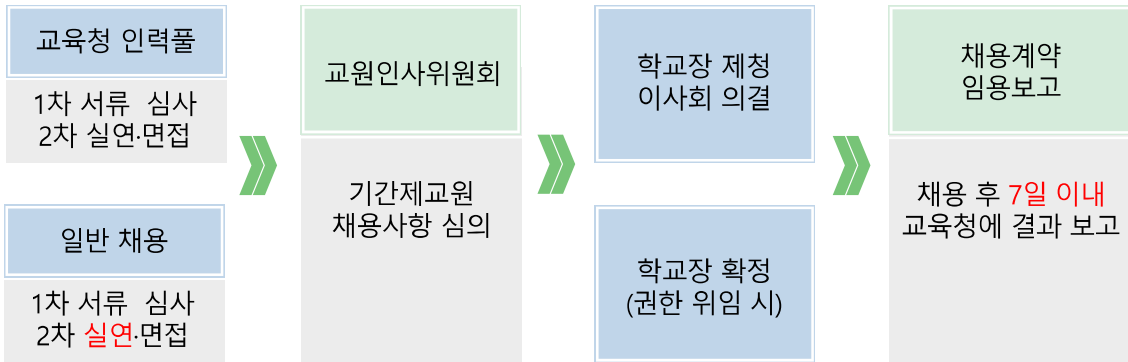 교육청 인력풀
1차 서류 심사
2차 실연·면접
일반 채용
1차 서류 심사
2차 실연·면접
교원인사위원회
기간제교원
채용사항 심의
학교장 제청
이사회 의결
학교장 확정
(권한 위임 시)
채용계약
임용보고
채용 후 7일 이내
교육청에 결과 보고